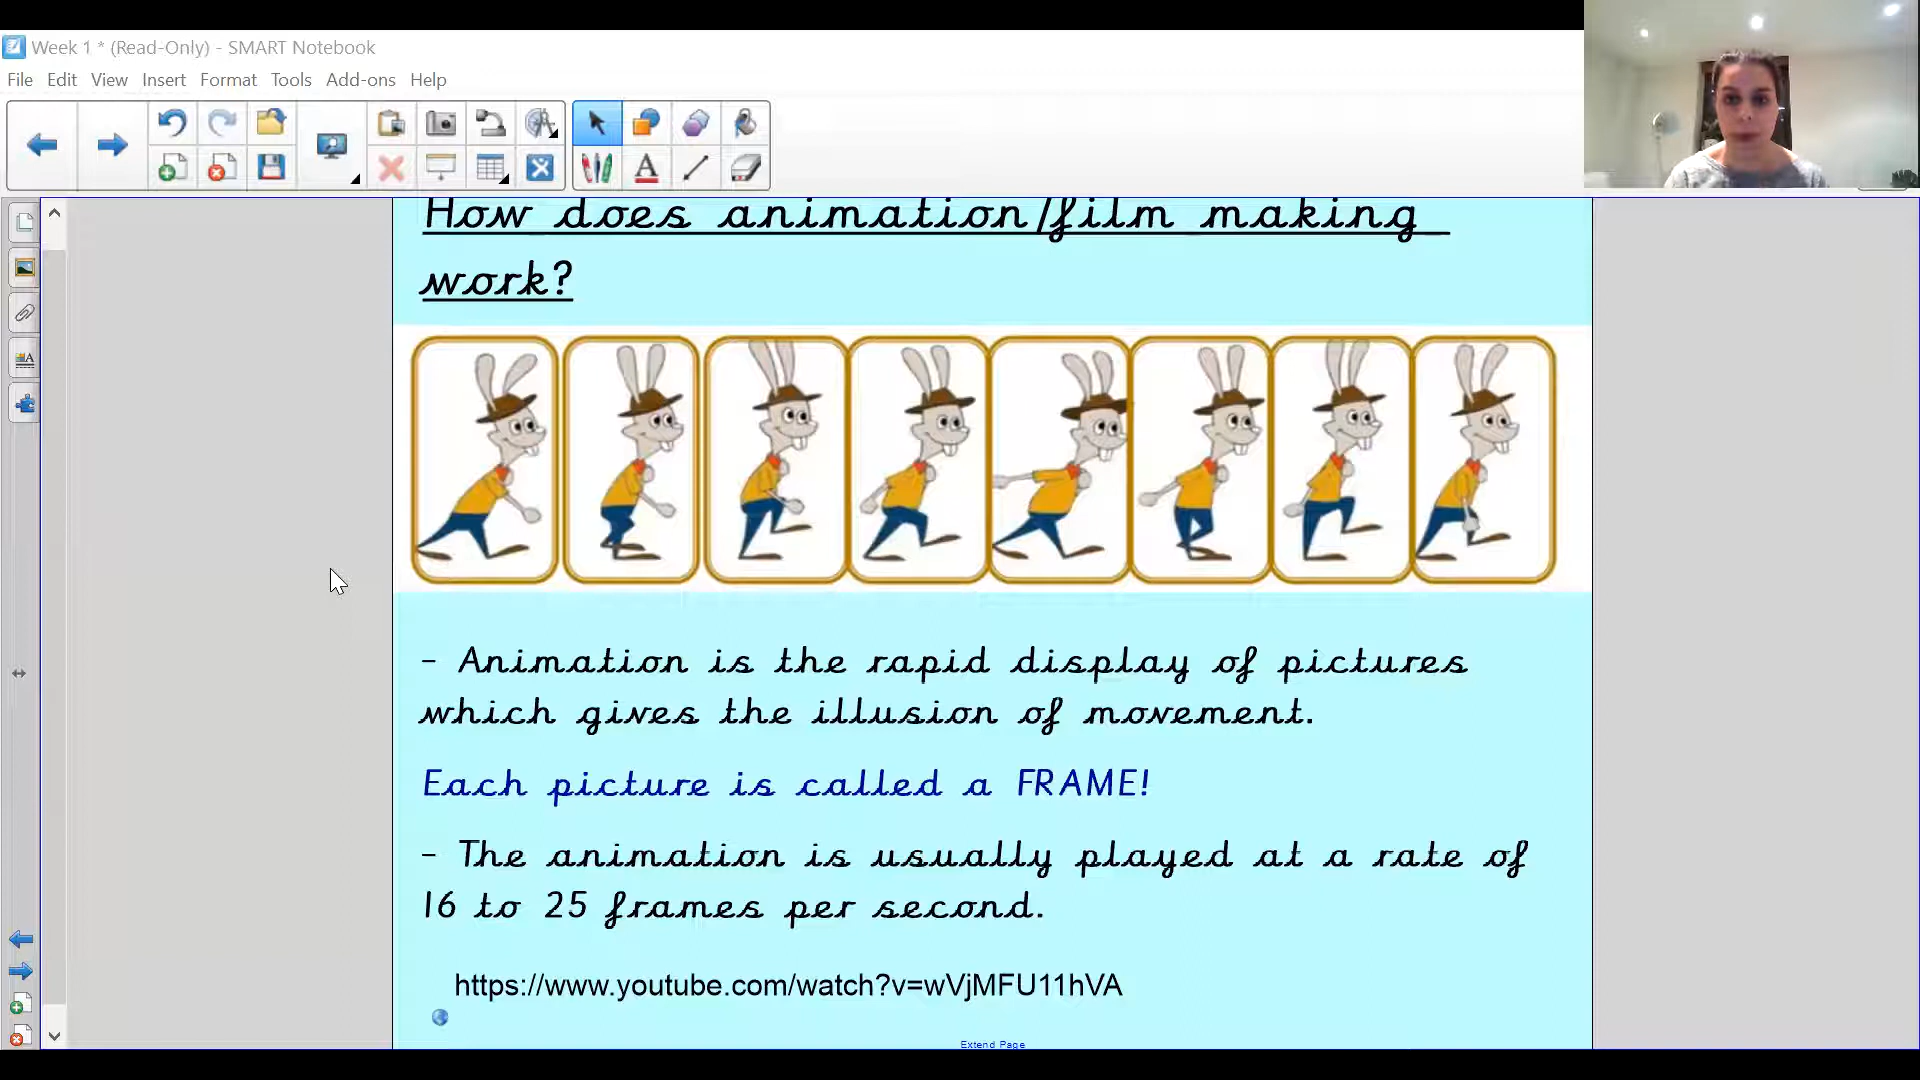 Week 1 * (Read-Only) - SMART Notebook
File Edit View Insert Format Tools Add-ons Help
How does animation/film making
work?
- Animation is the rapid display of pictures
which gives the illusion of movement.
Each picture is called a FRAME!
- The animation is usually played at a rate of
16 to 25 frames per second.
https://www.youtube.com/watch?v=wVjMFU11hVA
Extend Page